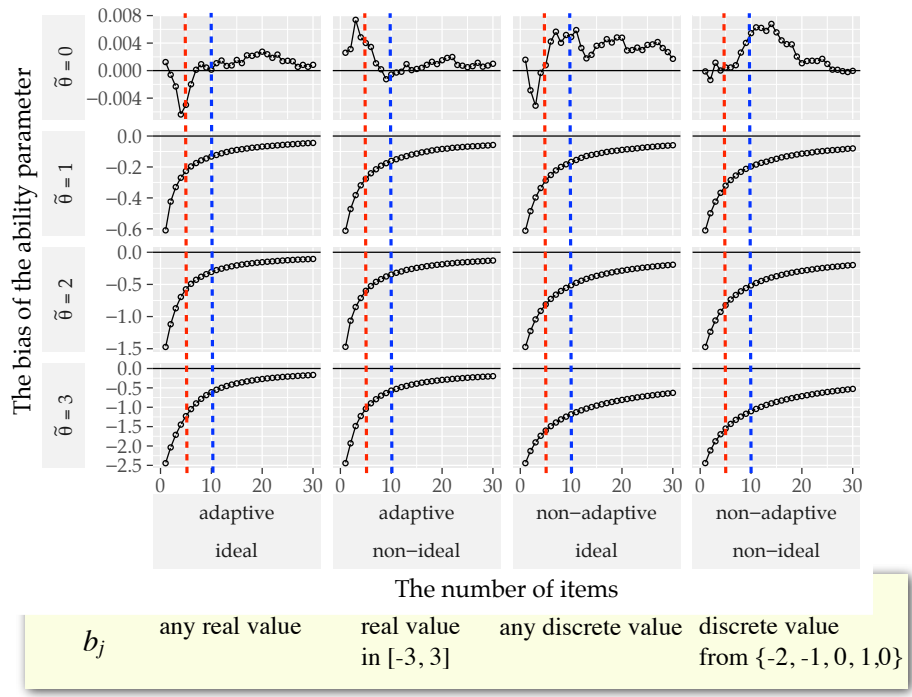 The bias of the ability parameter
θ̃ = 0
0.008
0.004
0.000
−0.004
θ̃ = 1
0.0
−0.2
−0.4
−0.6
θ̃ = 2
0.0
−0.5
−1.0
−1.5
θ̃ = 3
0.0
−0.5
−1.0
−1.5
−2.0
−2.5
0 10 20 30 0 10 20 30 0 10 20 30 0 10 20 30
adaptive adaptive non−adaptive non−adaptive
ideal non−ideal ideal non−ideal
The number of items
b_j
any real value
real value
in [-3, 3]
any discrete value
discrete value
from {-2, -1, 0, 1,0}